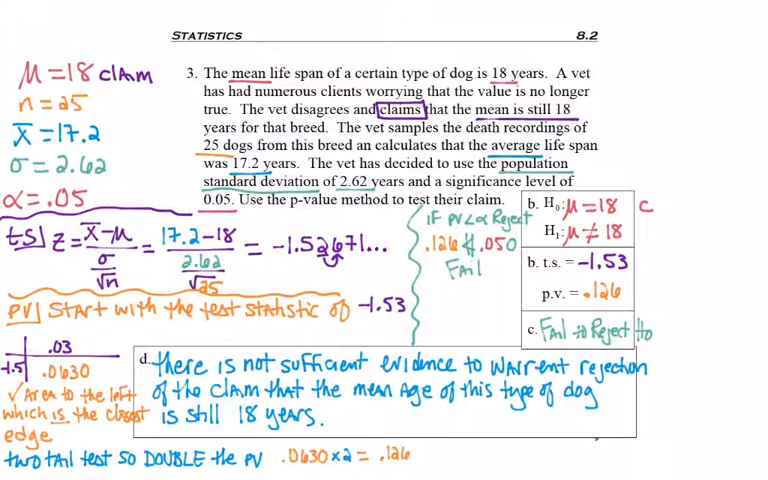 STATISTICS 8.2
3. The mean life span of a certain type of dog is 18 years. A vet
has had numerous clients worrying that the value is no longer
true. The vet disagrees and claims that the mean is still 18
years for that breed. The vet samples the death recordings of
25 dogs from this breed an calculates that the average life span
was 17.2 years. The vet has decided to use the population
standard deviation of 2.62 years and a significance level of
0.05. Use the p-value method to test their claim.
μ = 18 claim
n = 25
x̄ = 17.2
σ = 2.62
α = .05
ts| z = x̄-μ / σ/√n = 17.2-18 / 2.62/√25 = -1.52671...
PV| Start with the test statistic of -1.53
.03
-1.5 .0630
✓ Area to the left
which is the closest
edge
two tail test so DOUBLE the PV .0630 x 2 = .126
if PV<α Reject
.126 ≮ .050
FAil
b. H₀: μ = 18 C
H₁: μ ≠ 18
b. t.s. = -1.53
p.v. = .126
c. FAil to Reject Ho
d. there is not sufficient evidence to warrent rejection
of the claim that the mean Age of this type of dog
is still 18 years.